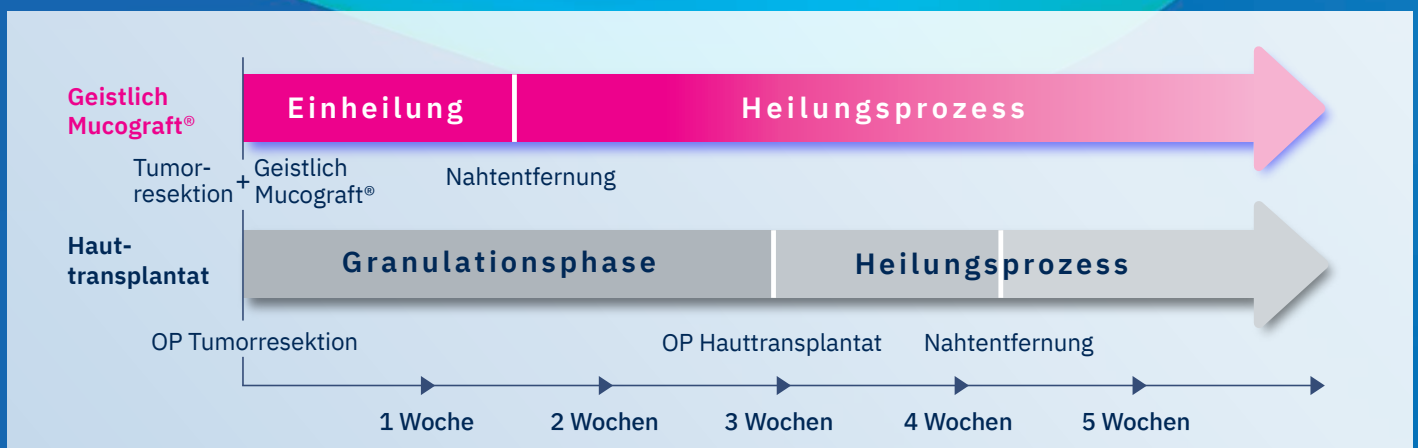 Geistlich
Mucograft®
Einheilung
Heilungsprozess
Tumor-
resektion
+
Geistlich
Mucograft®
Nahtentfernung
Haut-
transplantat
Granulationsphase
Heilungsprozess
OP Tumorresektion
OP Hauttransplantat
Nahtentfernung
1 Woche
2 Wochen
3 Wochen
4 Wochen
5 Wochen